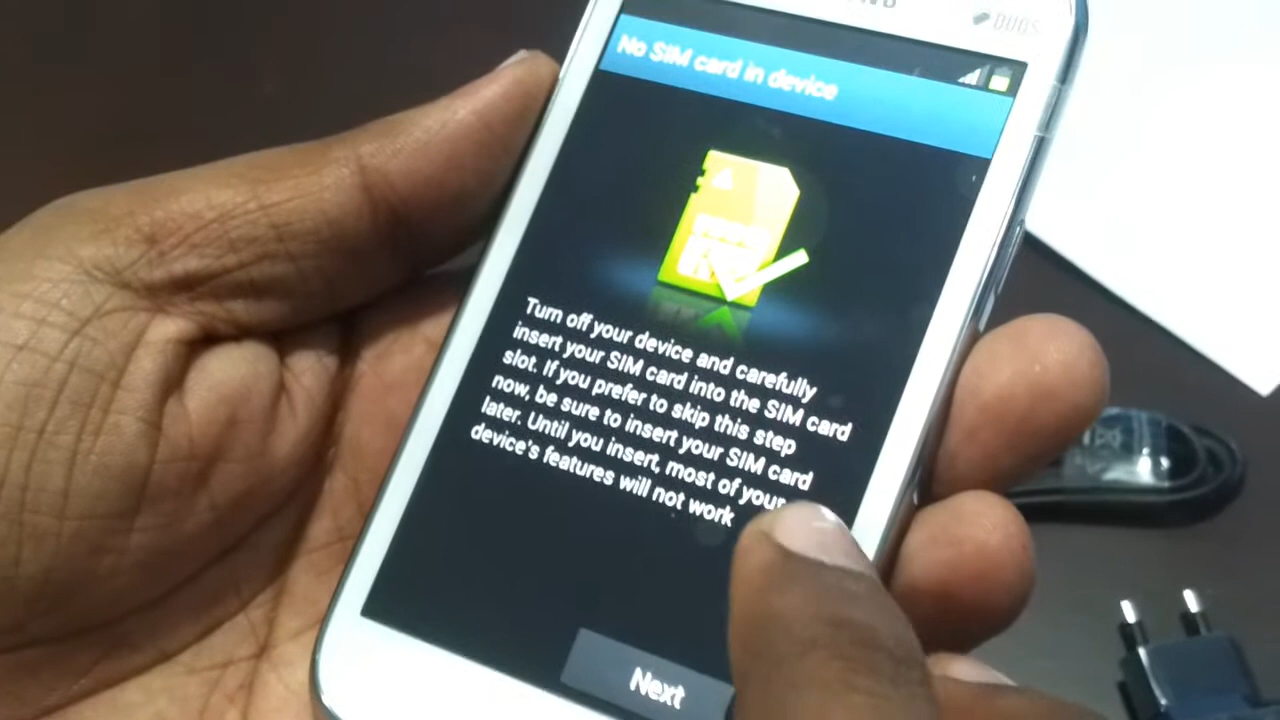 DUOS
No SIM card in device
Turn off your device and carefully
insert your SIM card into the SIM card
slot. If you prefer to skip this step
now, be sure to insert your SIM card
later. Until you insert, most of your
device's features will not work
Next